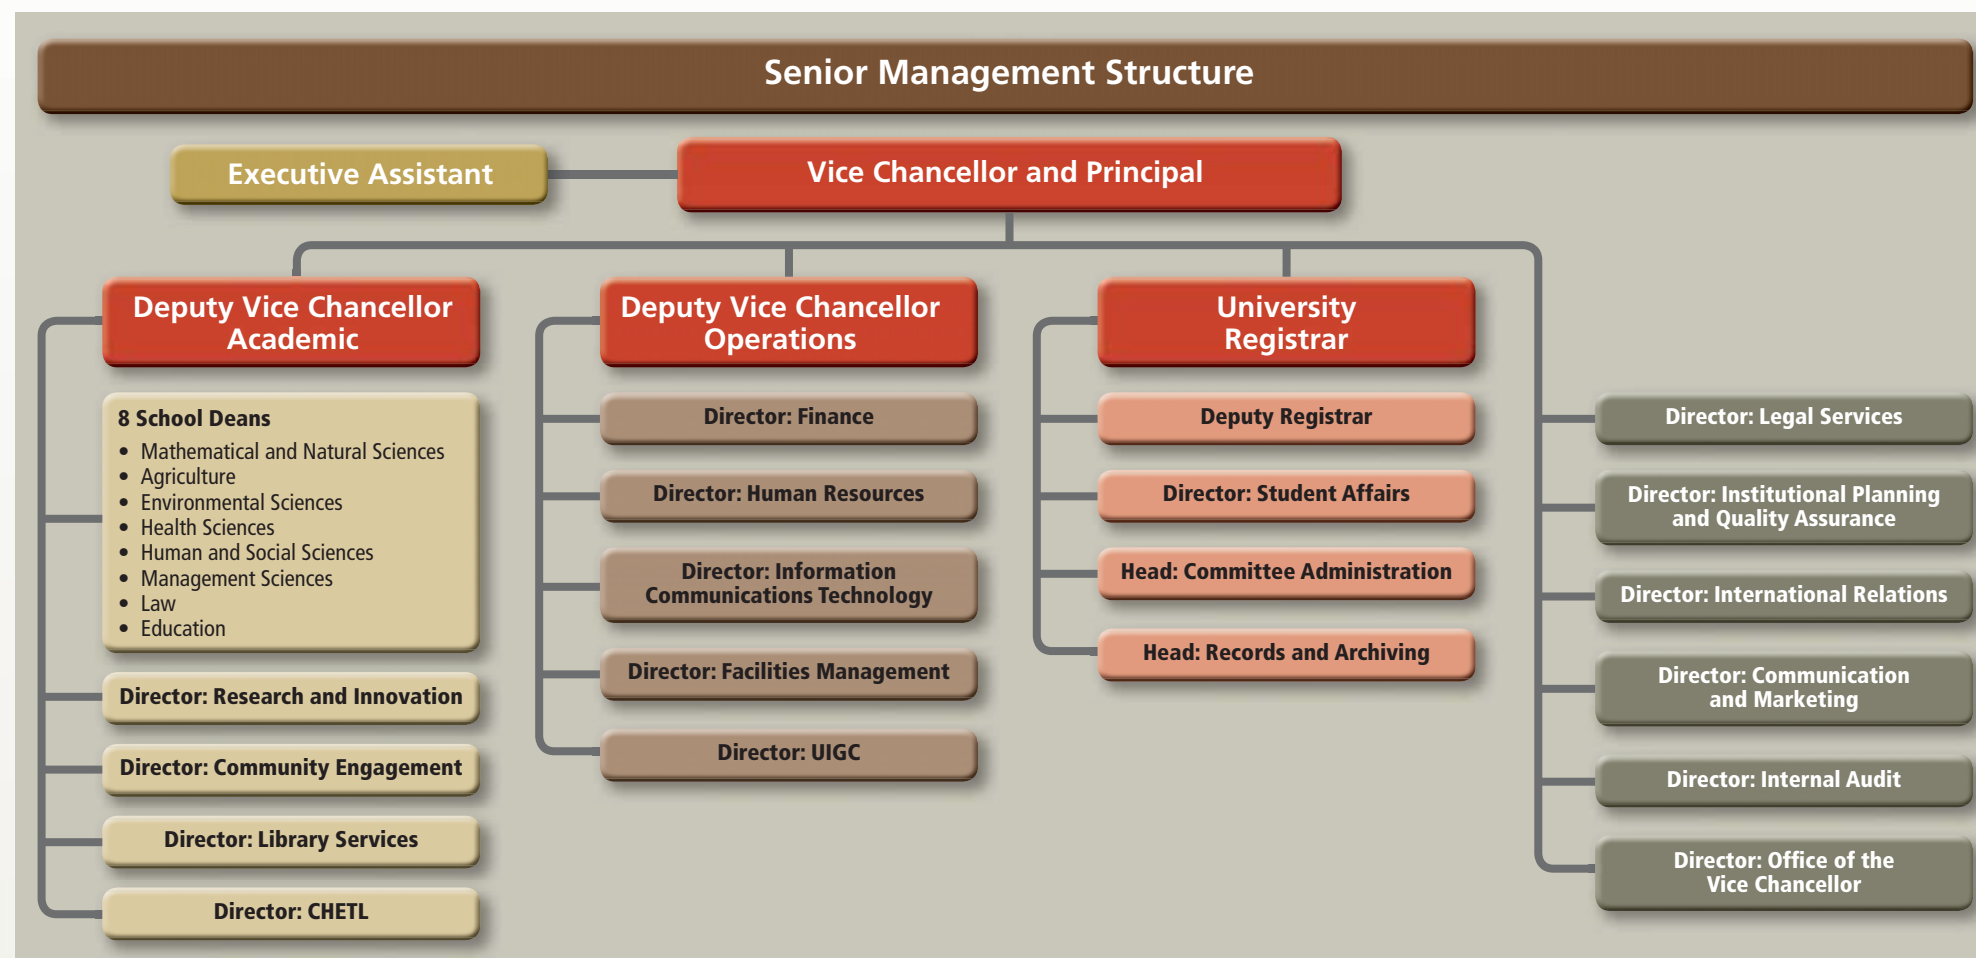 Senior Management Structure
Executive Assistant
Vice Chancellor and Principal
Deputy Vice Chancellor
Academic
8 School Deans
• Mathematical and Natural Sciences
• Agriculture
• Environmental Sciences
• Health Sciences
• Human and Social Sciences
• Management Sciences
• Law
• Education
Director: Research and Innovation
Director: Community Engagement
Director: Library Services
Director: CHETL
Deputy Vice Chancellor
Operations
Director: Finance
Director: Human Resources
Director: Information
Communications Technology
Director: Facilities Management
Director: UIGC
University
Registrar
Deputy Registrar
Director: Student Affairs
Head: Committee Administration
Head: Records and Archiving
Director: Legal Services
Director: Institutional Planning
and Quality Assurance
Director: International Relations
Director: Communication
and Marketing
Director: Internal Audit
Director: Office of the
Vice Chancellor